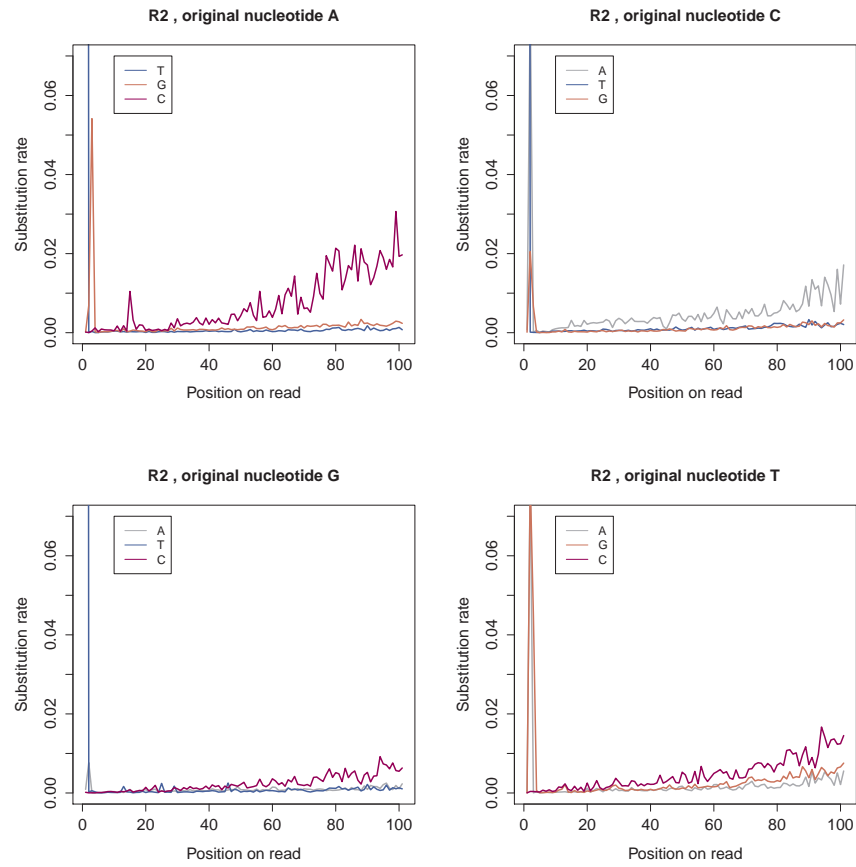 R2 , original nucleotide A
Substitution rate
0.00 0.02 0.04 0.06
T
G
C
0 20 40 60 80 100
Position on read
R2 , original nucleotide C
Substitution rate
0.00 0.02 0.04 0.06
A
T
G
0 20 40 60 80 100
Position on read
R2 , original nucleotide G
Substitution rate
0.00 0.02 0.04 0.06
A
T
C
0 20 40 60 80 100
Position on read
R2 , original nucleotide T
Substitution rate
0.00 0.02 0.04 0.06
A
G
C
0 20 40 60 80 100
Position on read